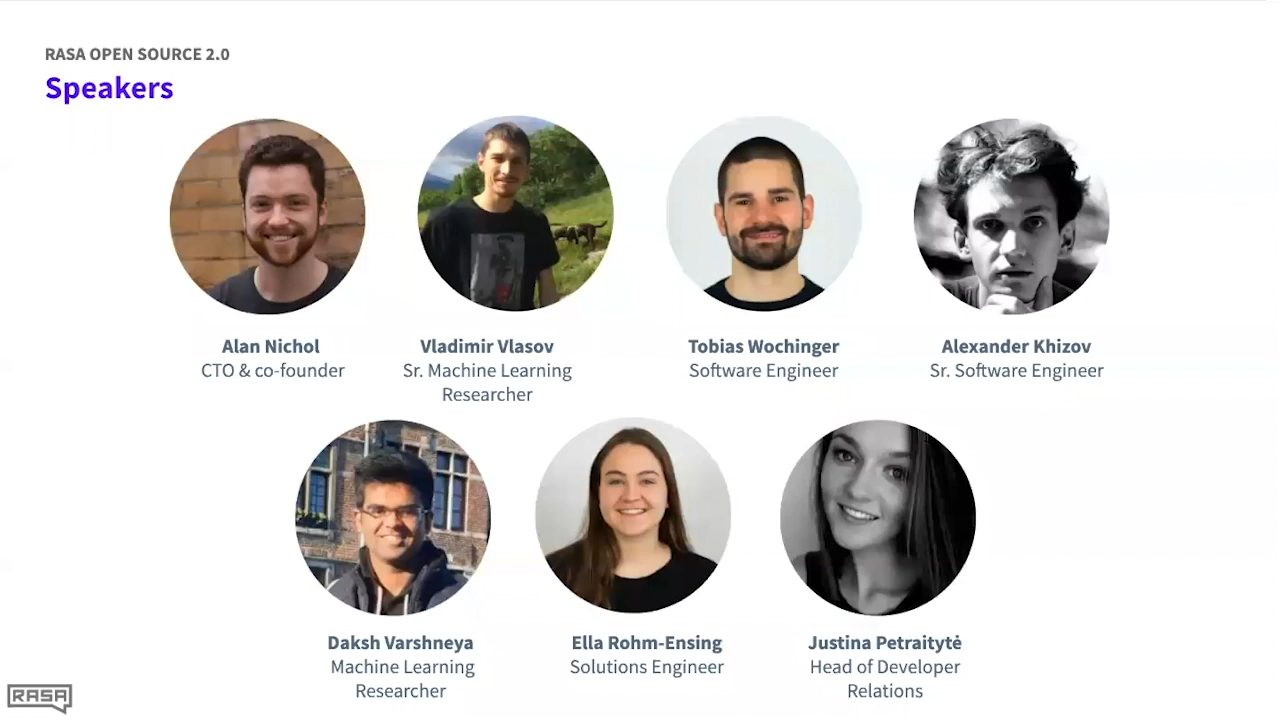 RASA OPEN SOURCE 2.0
Speakers
Alan Nichol
CTO & co-founder
Vladimir Vlasov
Sr. Machine Learning
Researcher
Tobias Wochinger
Software Engineer
Alexander Khizov
Sr. Software Engineer
Daksh Varshneya
Machine Learning
Researcher
Ella Rohm-Ensing
Solutions Engineer
Justina Petraitytė
Head of Developer
Relations
RASA